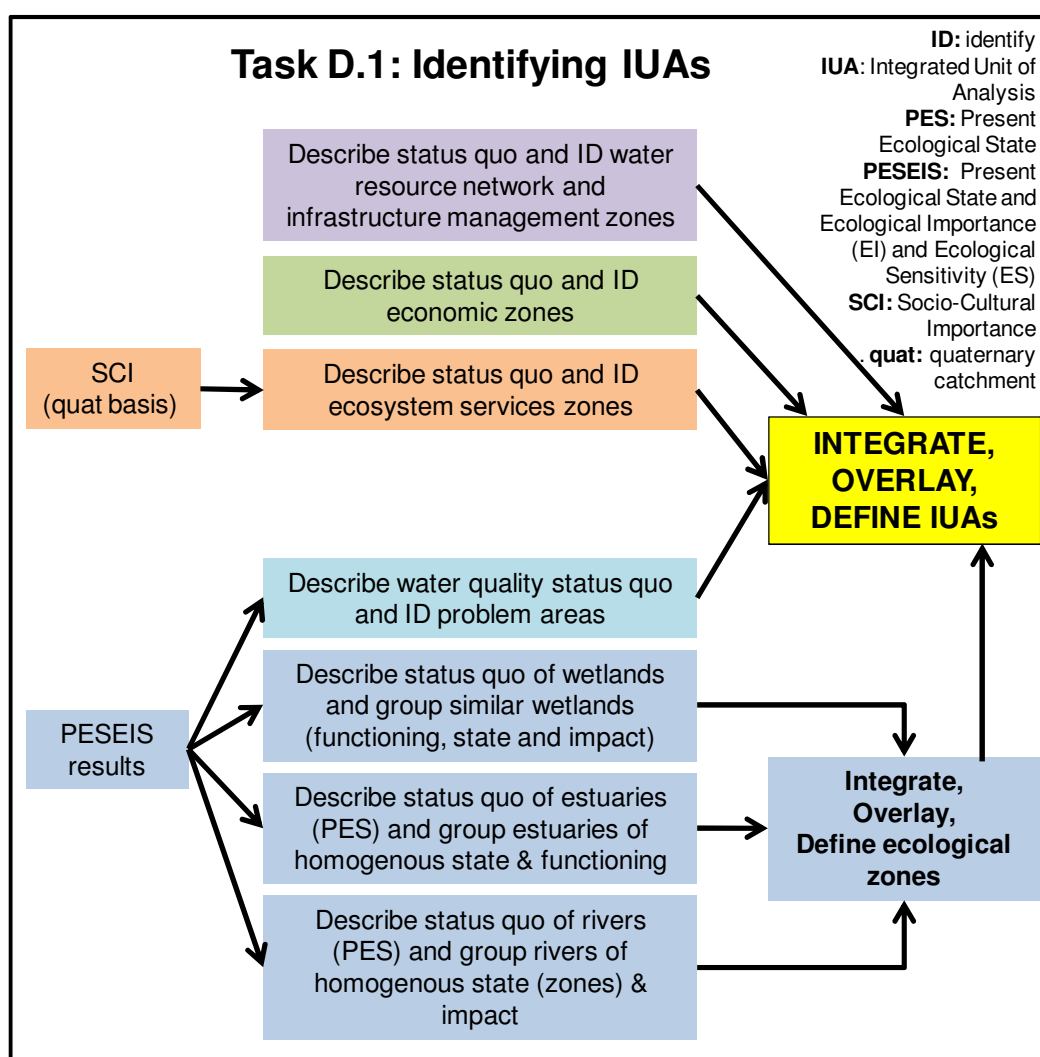 Task D.1: Identifying IUAs
ID: identify
IUA: Integrated Unit of
Analysis
PES: Present
Ecological State
PESEIS: Present
Ecological State and
Ecological Importance
(EI) and Ecological
Sensitivity (ES)
SCI: Socio-Cultural
Importance
. quat: quaternary
catchment
Describe status quo and ID water
resource network and
infrastructure management zones
Describe status quo and ID
economic zones
SCI
(quat basis)
Describe status quo and ID
ecosystem services zones
INTEGRATE,
OVERLAY,
DEFINE IUAs
Describe water quality status quo
and ID problem areas
PESEIS
results
Describe status quo of wetlands
and group similar wetlands
(functioning, state and impact)
Describe status quo of estuaries
(PES) and group estuaries of
homogenous state & functioning
Integrate,
Overlay,
Define ecological
zones
Describe status quo of rivers
(PES) and group rivers of
homogenous state (zones) &
impact